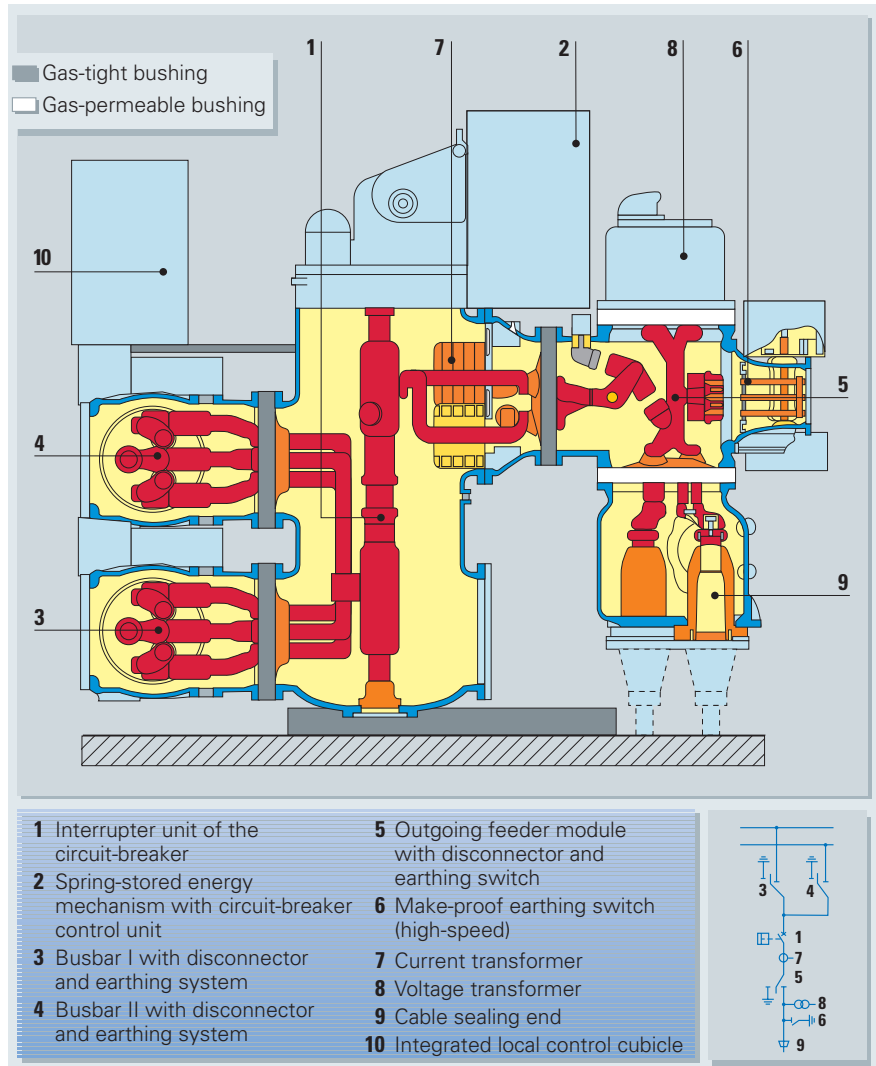 1 7 2 8 6
Gas-tight bushing
Gas-permeable bushing
10
5
4
9
3
1 Interrupter unit of the
circuit-breaker
2 Spring-stored energy
mechanism with circuit-breaker
control unit
3 Busbar I with disconnector
and earthing system
4 Busbar II with disconnector
and earthing system
5 Outgoing feeder module
with disconnector and
earthing switch
6 Make-proof earthing switch
(high-speed)
7 Current transformer
8 Voltage transformer
9 Cable sealing end
10 Integrated local control cubicle
3 4
1
7
5
8
6
9